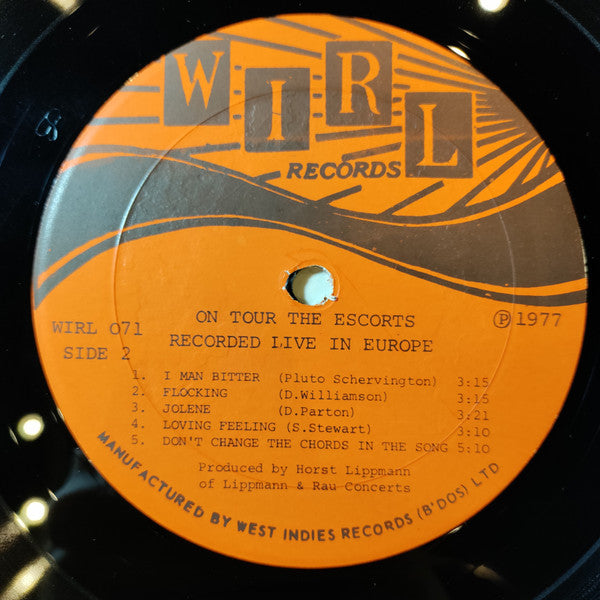 WIRL
RECORDS
ON TOUR THE ESCORTS
RECORDED LIVE IN EUROPE
WIRL 071
SIDE 2
Ⓟ 1977
1. I MAN BITTER (Pluto Schervington) 3:15
2. FLOCKING (D.Williamson) 3:15
3. JOLENE (D.Parton) 3:21
4. LOVING FEELING (S.Stewart) 3:10
5. DON'T CHANGE THE CHORDS IN THE SONG 5:10
Produced by Horst Lippmann
of Lippmann & Rau Concerts
MANUFACTURED BY WEST INDIES RECORDS (B'DOS) LTD